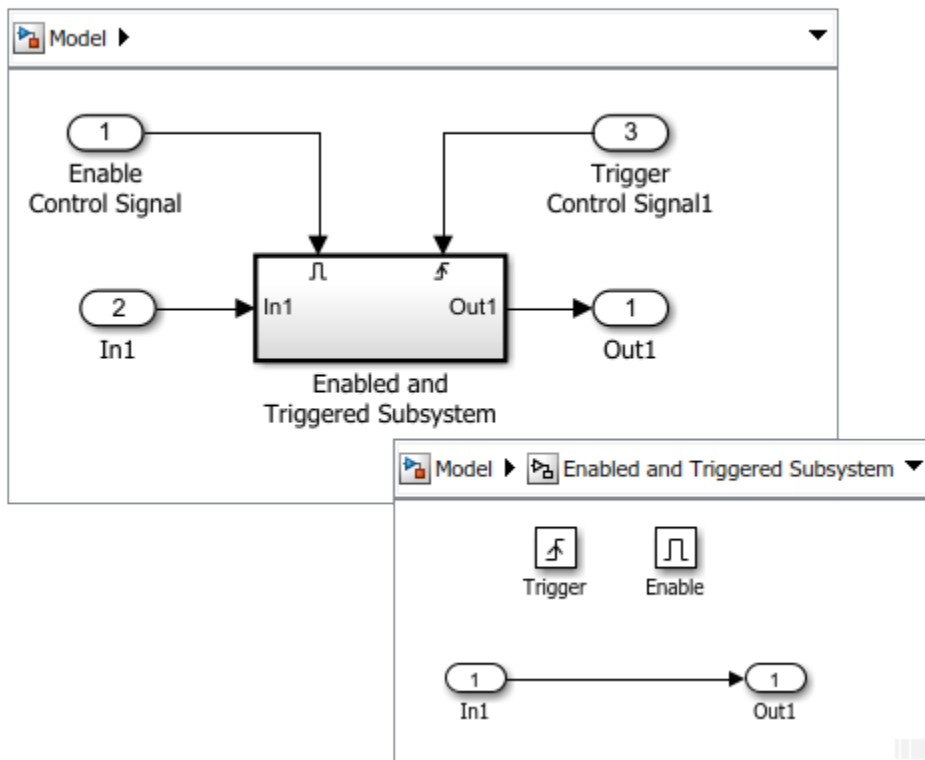 Model
1
3
Enable
Control Signal
Trigger
Control Signal1
2
In1
Out1
1
In1
Out1
Enabled and
Triggered Subsystem
Model
Enabled and Triggered Subsystem
Trigger
Enable
1
1
In1
Out1